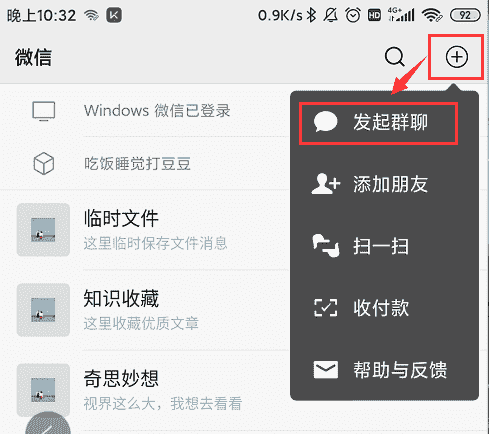 晚上10:32
0.9K/s
HD
4G+
92
微信
Windows 微信已登录
吃饭睡觉打豆豆
临时文件
这里临时保存文件消息
知识收藏
这里收藏优质文章
奇思妙想
视界这么大，我想去看看
发起群聊
添加朋友
扫一扫
收付款
帮助与反馈